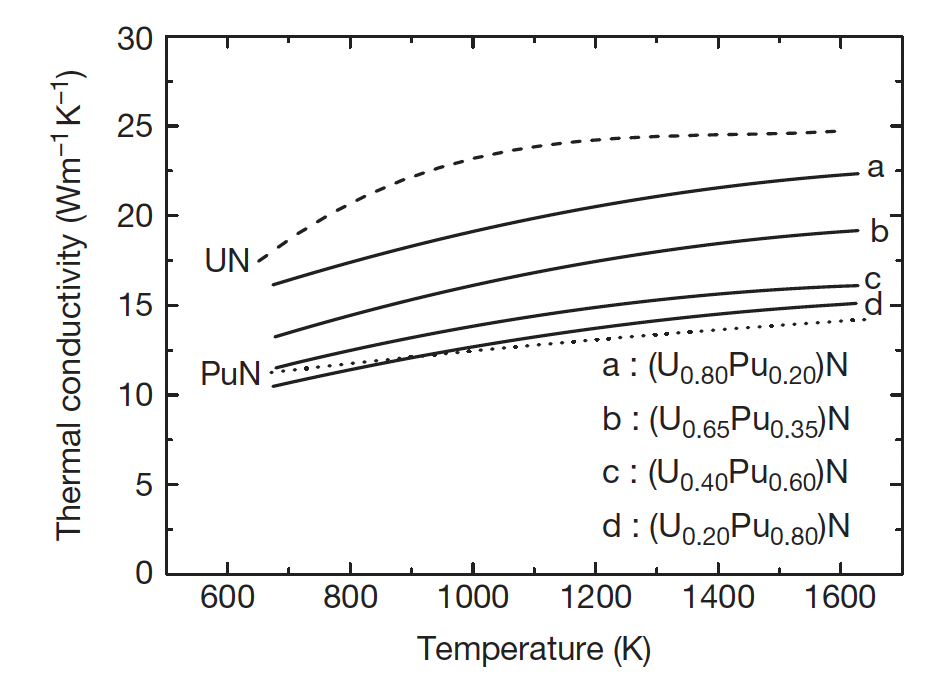 30
25
20
15
10
5
0
Thermal conductivity (Wm⁻¹ K⁻¹)
UN
PuN
a
b
c
d
a : (U₀.₈₀Pu₀.₂₀)N
b : (U₀.₆₅Pu₀.₃₅)N
c : (U₀.₄₀Pu₀.₆₀)N
d : (U₀.₂₀Pu₀.₈₀)N
600 800 1000 1200 1400 1600
Temperature (K)